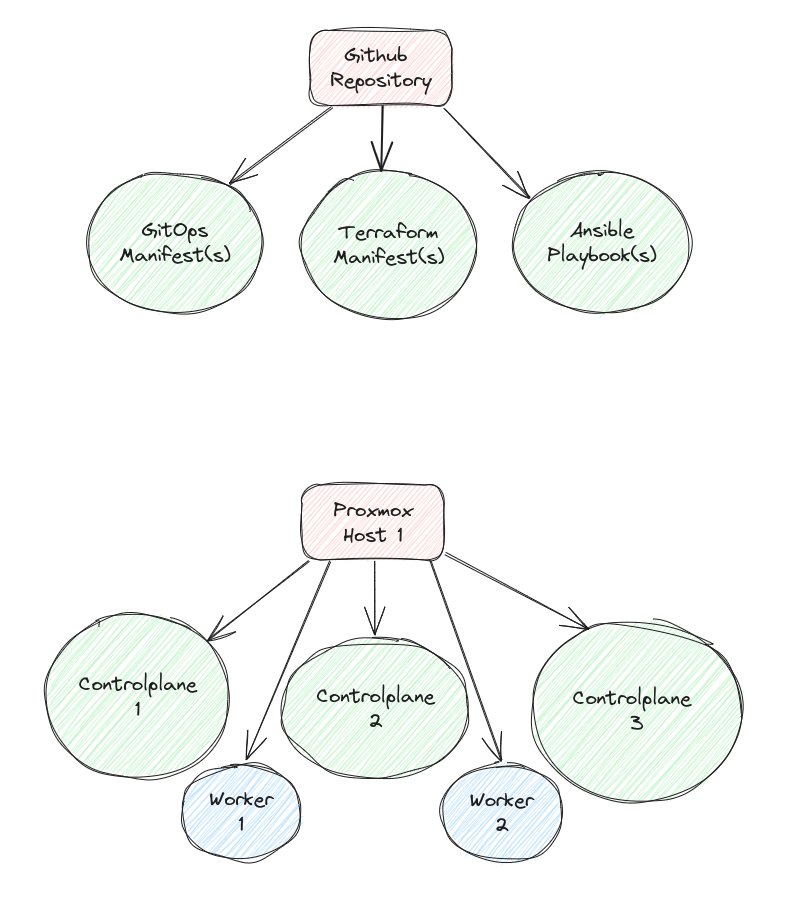 Github
Repository
GitOps
Manifest(s)
Terraform
Manifest(s)
Ansible
Playbook(s)
Proxmox
Host 1
Controlplane
1
Controlplane
2
Controlplane
3
Worker
1
Worker
2